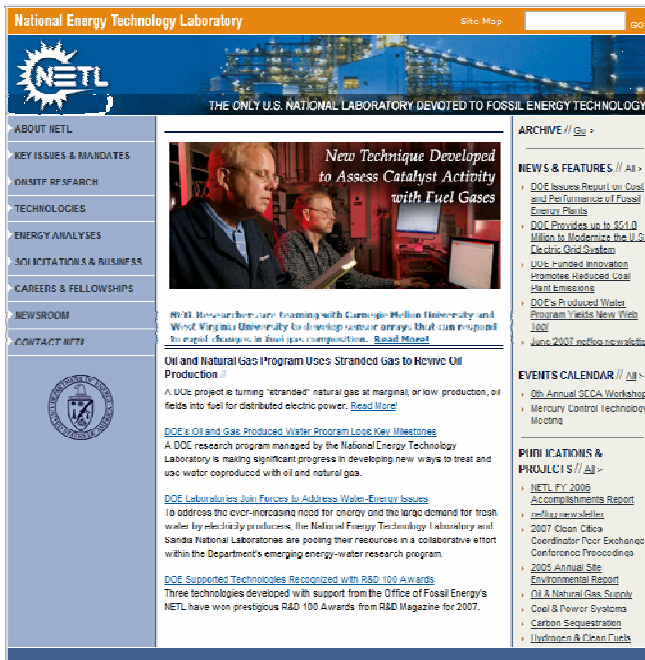 National Energy Technology Laboratory
Site Map
GO
NETL
THE ONLY U.S. NATIONAL LABORATORY DEVOTED TO FOSSIL ENERGY TECHNOLOGY
ABOUT NETL
KEY ISSUES & MANDATES
ONSITE RESEARCH
TECHNOLOGIES
ENERGY ANALYSES
SOLICITATIONS & BUSINESS
CAREERS & FELLOWSHIPS
NEWSROOM
CONTACT NETL
New Technique Developed
to Assess Catalyst Activity
with Fuel Gases
NETL Researchers are teaming with Carnegie Mellon University and
West Virginia University to develop sensor arrays that can respond
to rapid changes in fuel gas composition. Read More!
Oil and Natural Gas Program Uses Stranded Gas to Revive Oil
Production //
A DOE project is turning "stranded" natural gas at marginal, or low production, oil
fields into fuel for distributed electric power. Read More!
DOE's Oil and Gas Produced Water Program Logs Key Milestones
A DOE research program managed by the National Energy Technology
Laboratory is making significant progress in developing new ways to treat and
use water coproduced with oil and natural gas.
DOE Laboratories Join Forces to Address Water-Energy Issues
To address the ever-increasing need for energy and the large demand for fresh
water by electricity producers, the National Energy Technology Laboratory and
Sandia National Laboratories are pooling their resources in a collaborative effort
within the Department's emerging energy-water research program.
DOE Supported Technologies Recognized with R&D 100 Awards
Three technologies developed with support from the Office of Fossil Energy's
NETL have won prestigious R&D 100 Awards from R&D Magazine for 2007.
ARCHIVE // Go >
NEWS & FEATURES // All >
DOE Issues Report on Cost
and Performance of Fossil
Energy Plants
DOE Provides up to $51.8
Million to Modernize the U.S.
Electric Grid System
DOE Funded Innovation
Promotes Reduced Coal
Plant Emissions
DOE's Produced Water
Program Yields New Web
Tool
June 2007 netlog newsletter
EVENTS CALENDAR // All >
8th Annual SECA Workshop
Mercury Control Technology
Meeting
PUBLICATIONS &
PROJECTS // All >
NETL FY 2006
Accomplishments Report
netlog newsletter
2007 Clean Cities
Coordinator Peer Exchange
Conference Proceedings
2005 Annual Site
Environmental Report
Oil & Natural Gas Supply
Coal & Power Systems
Carbon Sequestration
Hydrogen & Clean Fuels